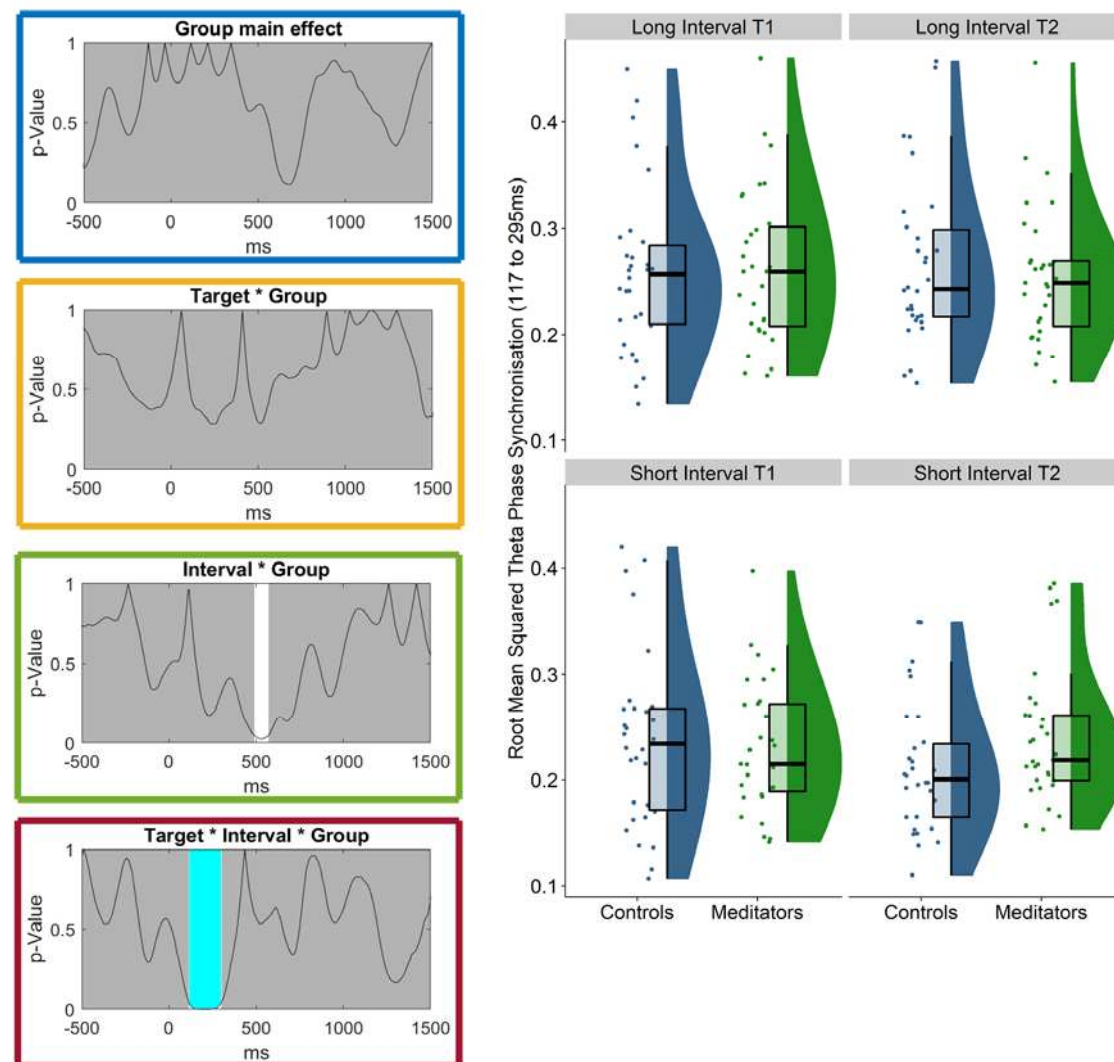 Group main effect
1
0.5
0
p-Value
-500 0 500 1000 1500
ms
Target * Group
1
0.5
0
p-Value
-500 0 500 1000 1500
ms
Interval * Group
1
0.5
0
p-Value
-500 0 500 1000 1500
ms
Target * Interval * Group
1
0.5
0
p-Value
-500 0 500 1000 1500
ms
Root Mean Squared Theta Phase Synchronisation (117 to 295ms)
Long Interval T1 Long Interval T2
0.4
0.3
0.2
0.1
Short Interval T1 Short Interval T2
0.4
0.3
0.2
0.1
Controls Meditators Controls Meditators